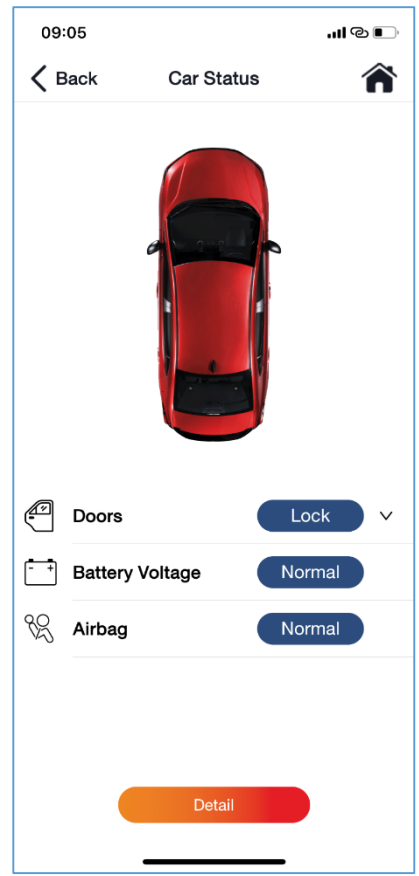 09:05
Back Car Status
Doors Lock
Battery Voltage Normal
Airbag Normal
Detail